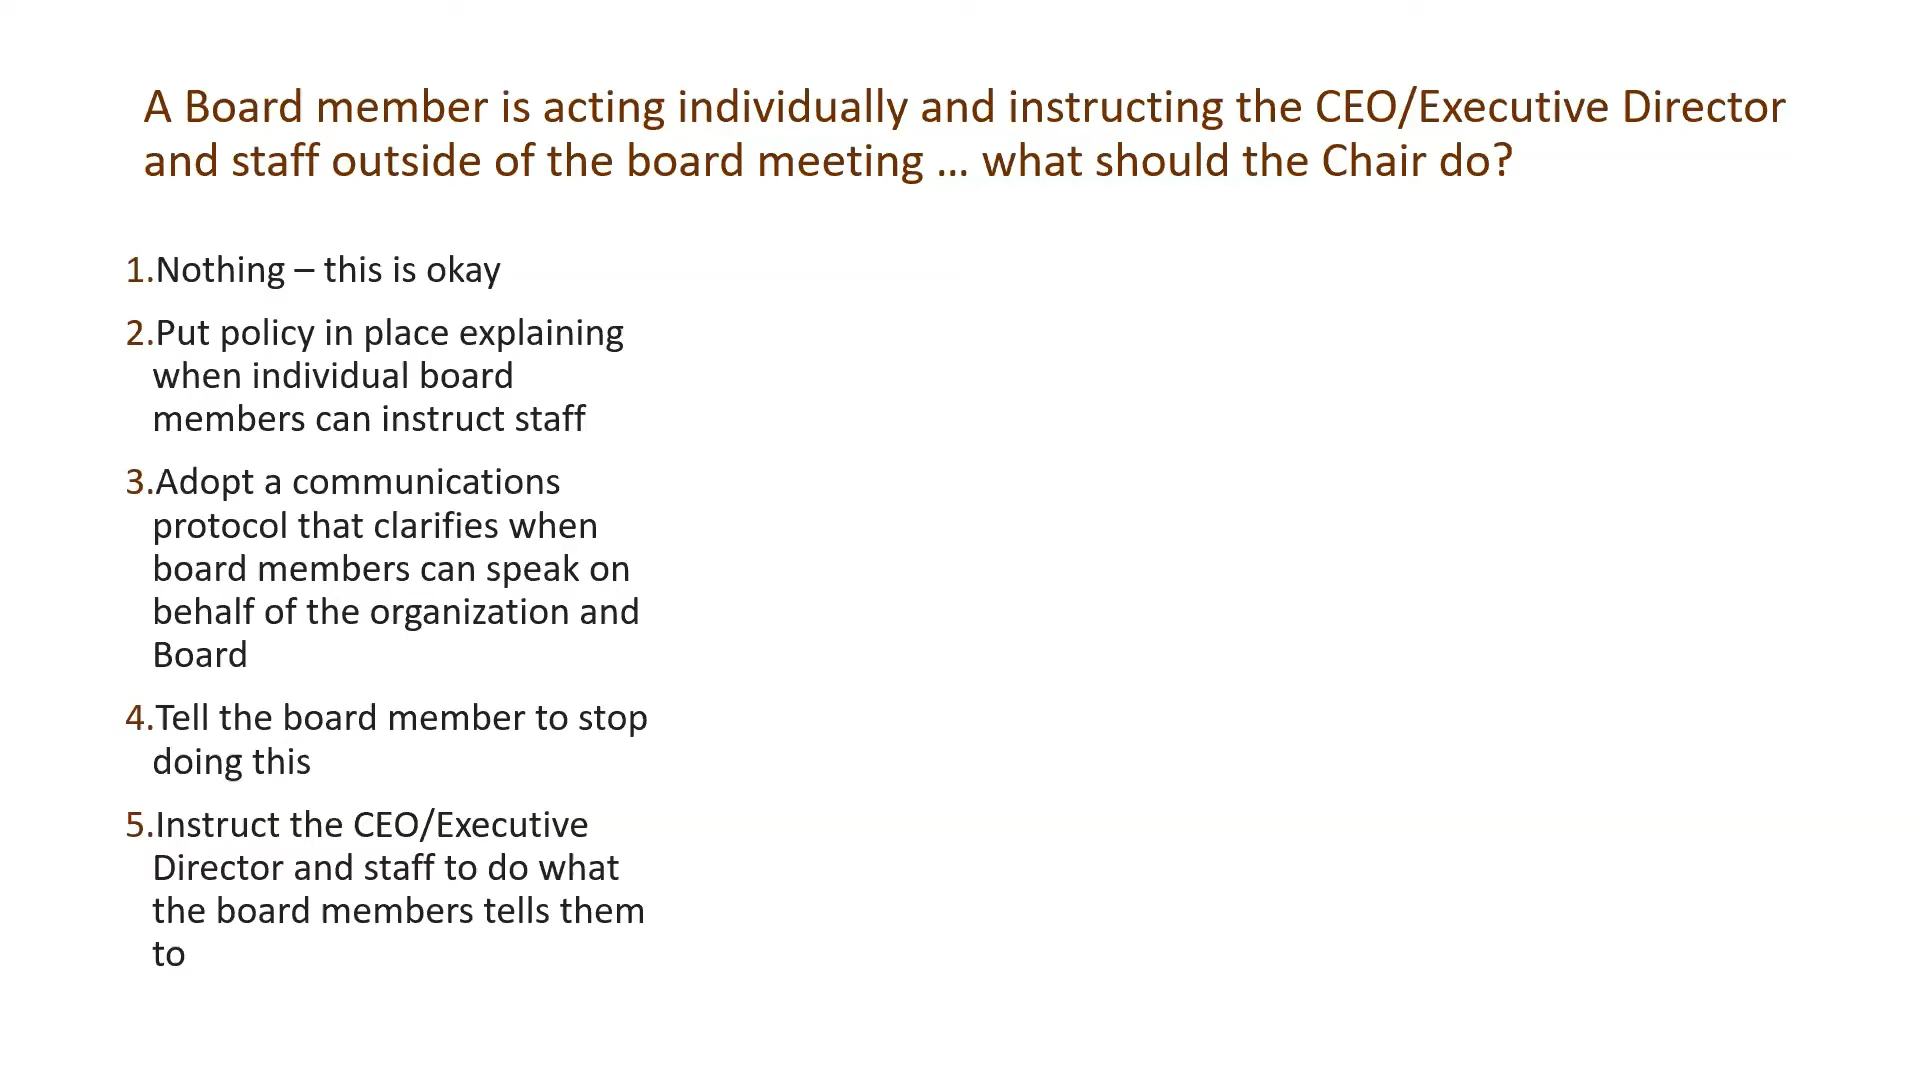 A Board member is acting individually and instructing the CEO/Executive Director
and staff outside of the board meeting ... what should the Chair do?
1.Nothing – this is okay
2.Put policy in place explaining
when individual board
members can instruct staff
3.Adopt a communications
protocol that clarifies when
board members can speak on
behalf of the organization and
Board
4.Tell the board member to stop
doing this
5.Instruct the CEO/Executive
Director and staff to do what
the board members tells them
to